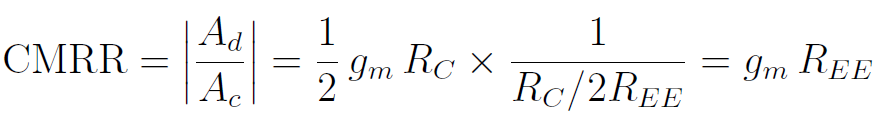 CMRR = |A_d / A_c| = 1/2 g_m R_C × 1 / (R_C/2R_EE) = g_m R_EE